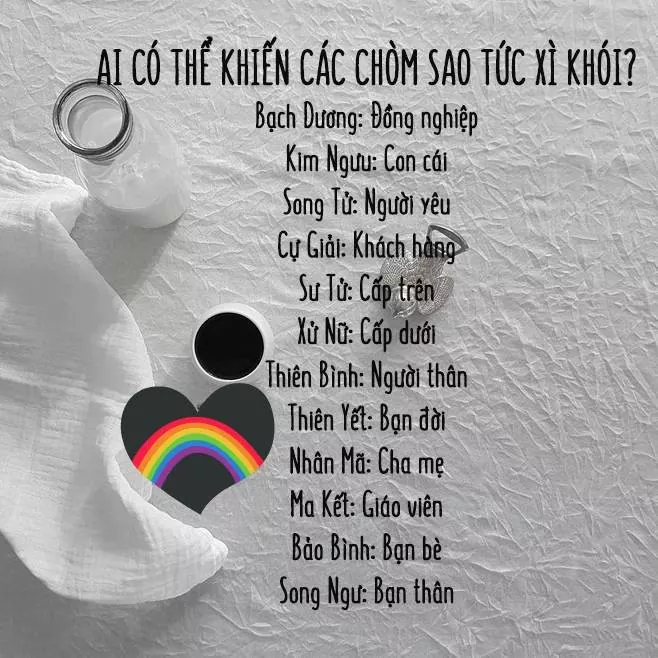 AI CÓ THỂ KHIẾN CÁC CHÒM SAO TỨC XÌ KHÓI?
Bạch Dương: Đồng nghiệp
Kim Ngưu: Con cái
Song Tử: Người yêu
Cự Giải: Khách hàng
Sư Tử: Cấp trên
Xử Nữ: Cấp dưới
Thiên Bình: Người thân
Thiên Yết: Bạn đời
Nhân Mã: Cha mẹ
Ma Kết: Giáo viên
Bảo Bình: Bạn bè
Song Ngư: Bạn thân